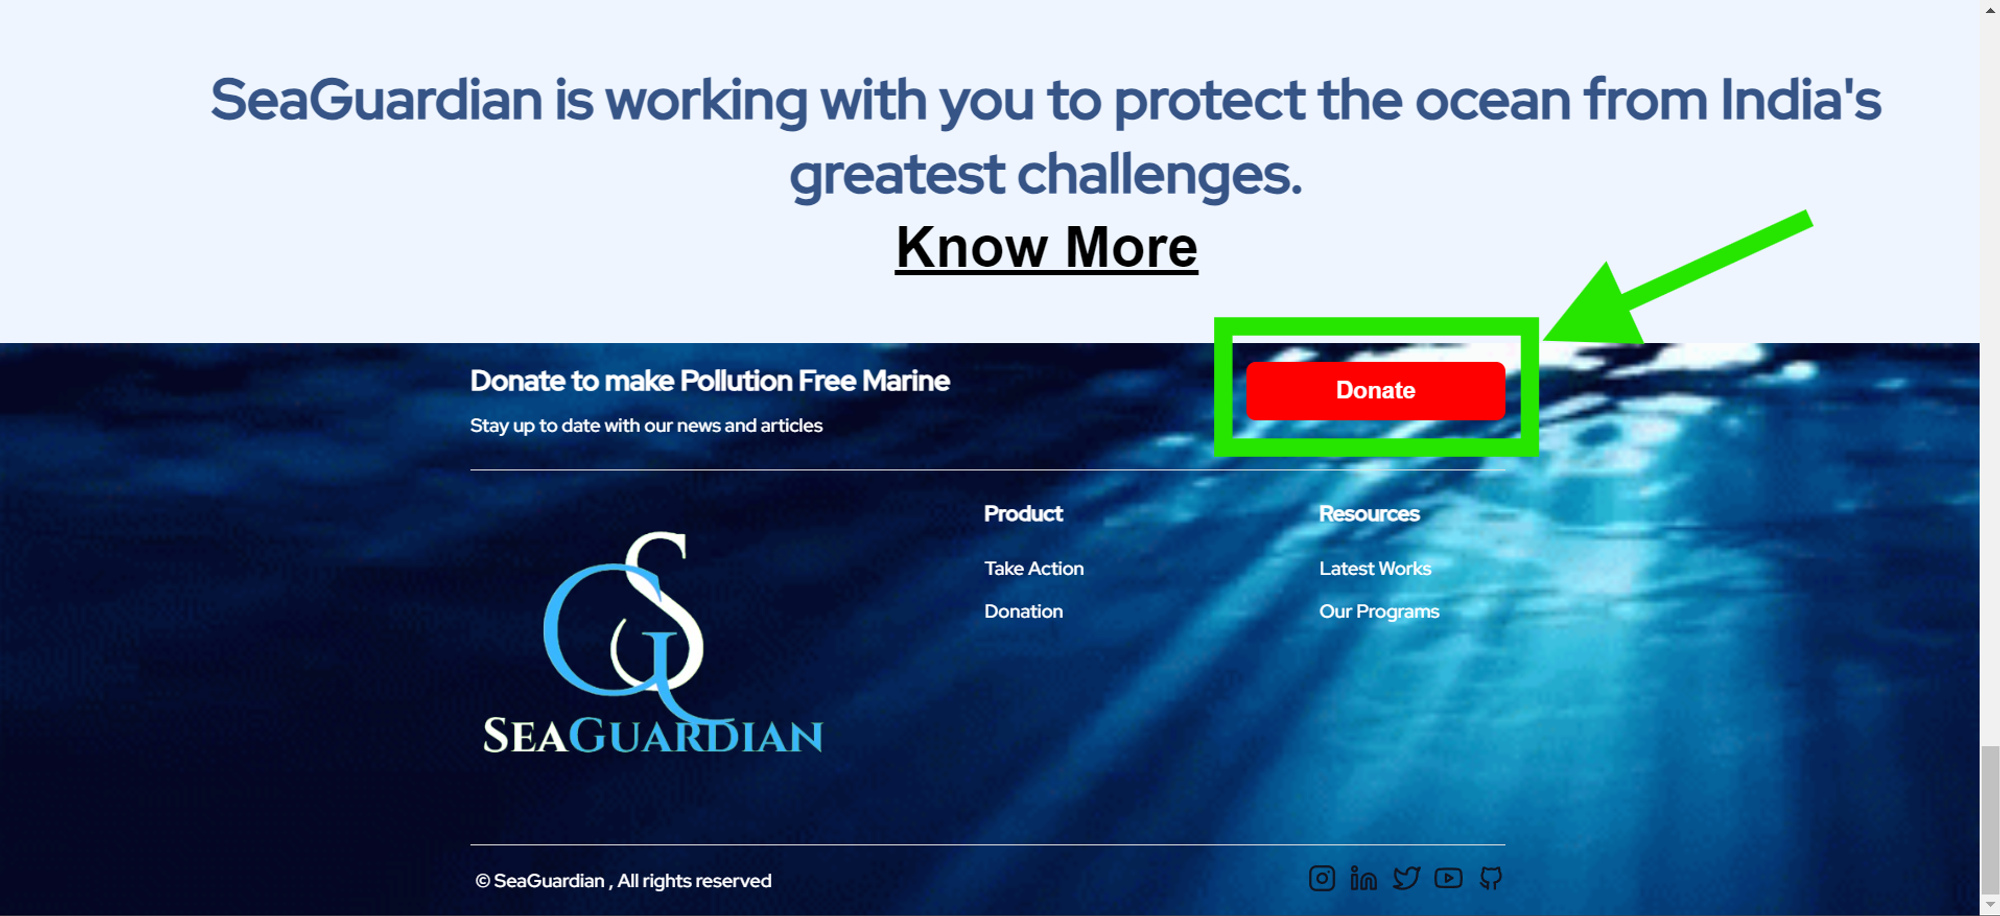 SeaGuardian is working with you to protect the ocean from India's
greatest challenges.
Know More
Donate to make Pollution Free Marine
Donate
Stay up to date with our news and articles
Product
Resources
Take Action
Latest Works
Donation
Our Programs
SEAGUARDIAN
© SeaGuardian , All rights reserved